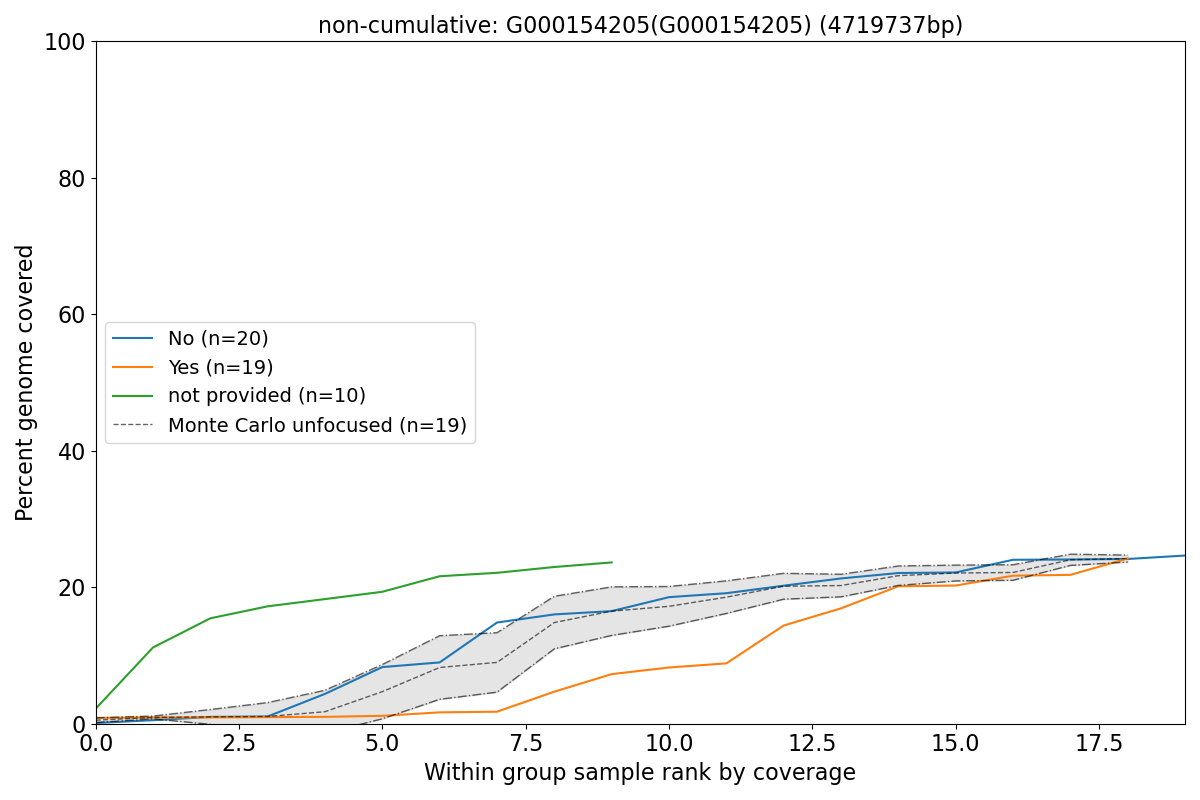 non-cumulative: G000154205(G000154205) (4719737bp)
100
80
60
40
20
0
Percent genome covered
No (n=20)
Yes (n=19)
not provided (n=10)
Monte Carlo unfocused (n=19)
0.0 2.5 5.0 7.5 10.0 12.5 15.0 17.5
Within group sample rank by coverage